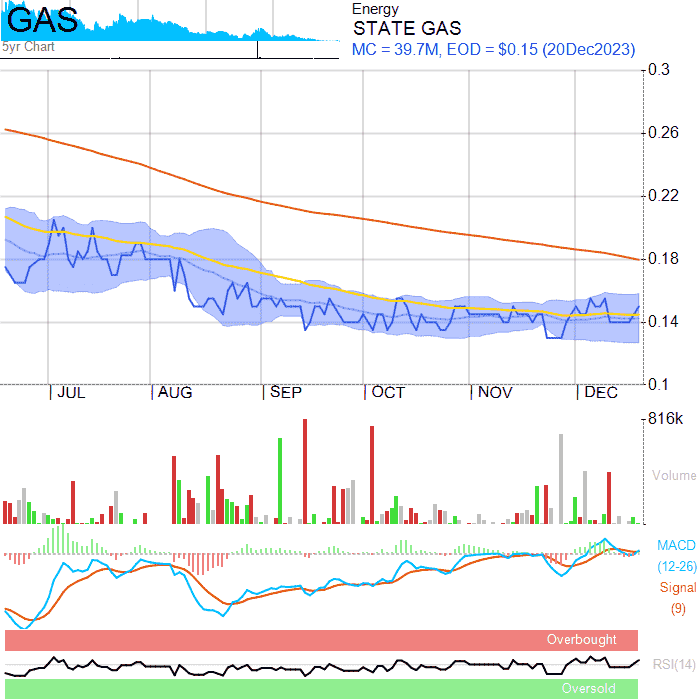 GAS
5yr Chart
Energy
STATE GAS
MC = 39.7M, EOD = $0.15 (20Dec2023)
0.3
0.26
0.22
0.18
0.14
0.1
JUL AUG SEP OCT NOV DEC
816k
Volume
MACD
(12-26)
Signal
(9)
Overbought
RSI(14)
Oversold